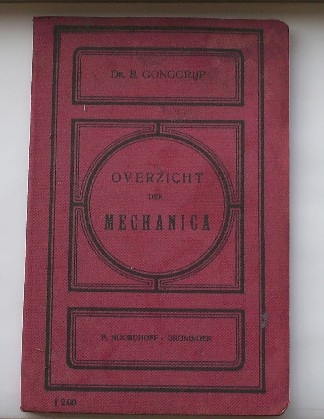 Dr. B. GONGGRIJP
OVERZICHT
DER
MECHANICA
P. NOORDHOFF - GRONINGEN
f 2.60